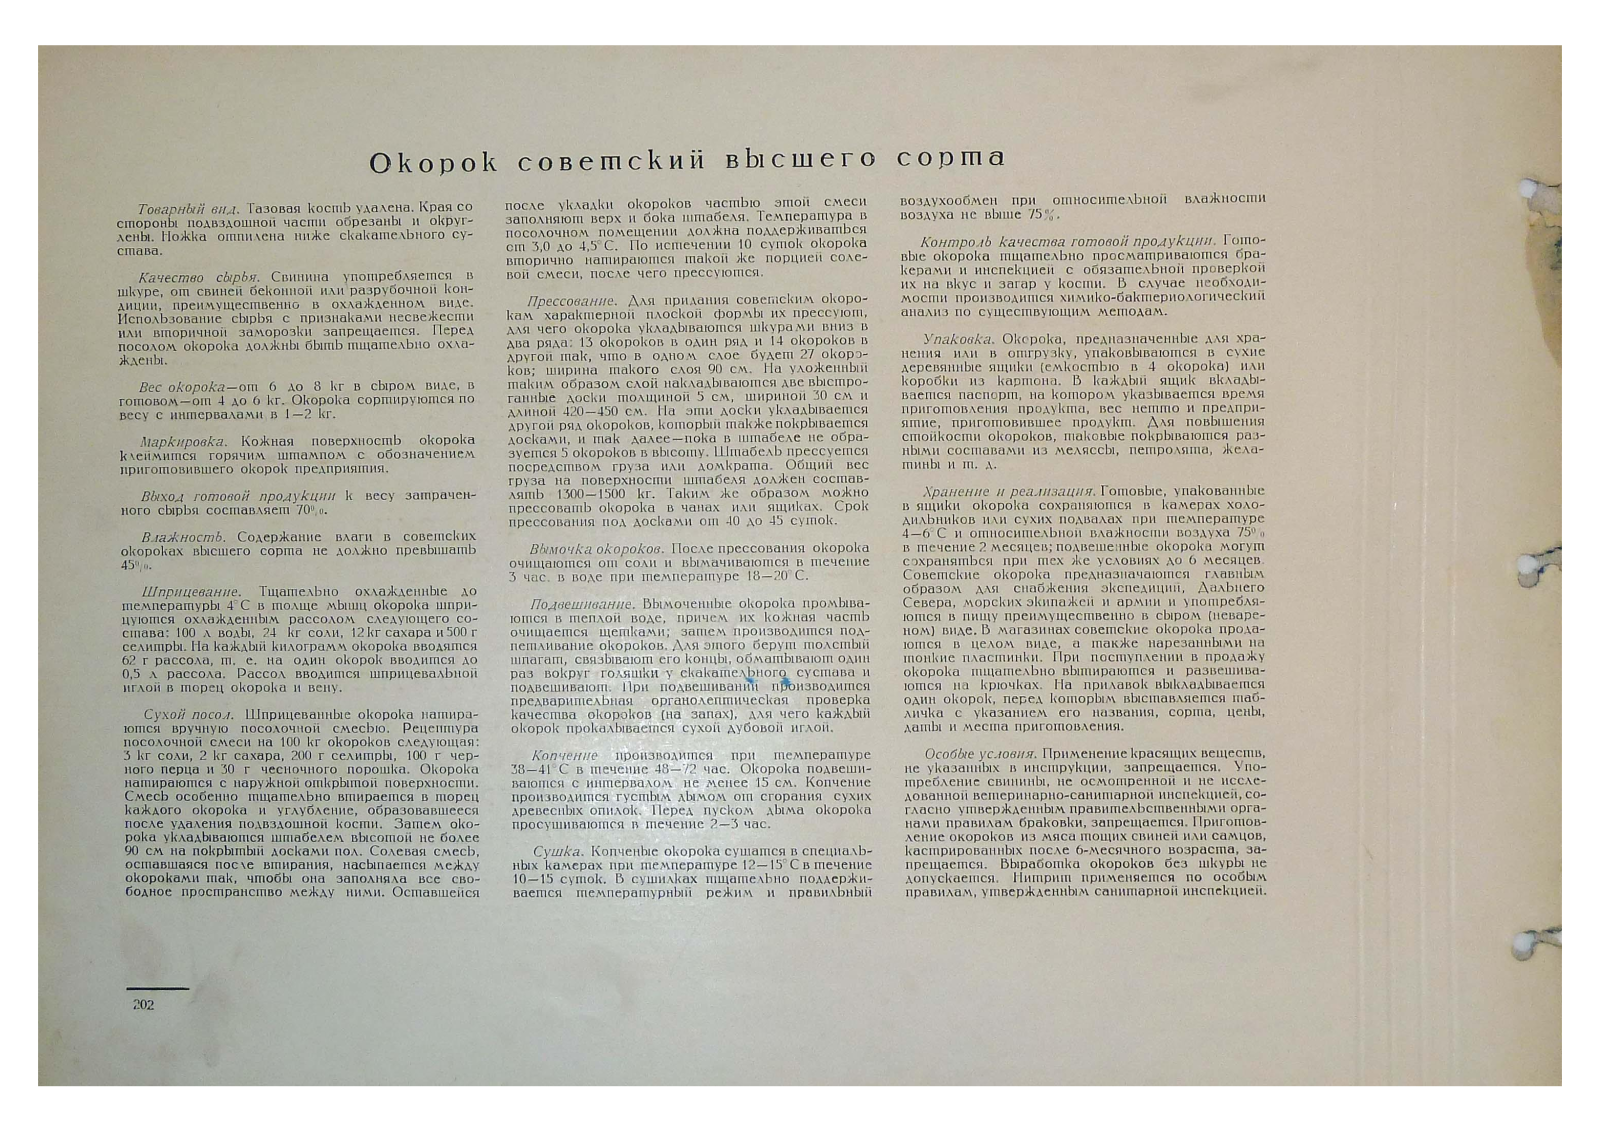 Окорок советский высшего сорта
Товарный вид. Тазовая кость удалена. Края со
стороны подвздошной части обрезаны и округ-
лены. Ножка отпилена ниже скакательного су-
става.
Качество сырья. Свинина употребляется в
шкуре, от свиней беконной или разрубочной кон-
диции, преимущественно в охлажденном виде.
Использование сырья с признаками несвежести
или вторичной заморозки запрещается. Перед
посолом окорока должны быть тщательно охла-
ждены.
Вес окорока—от 6 до 8 кг в сыром виде, в
готовом—от 4 до 6 кг. Окорока сортируются по
весу с интервалами в 1—2 кг.
Маркировка. Кожная поверхность окорока
клеймится горячим штампом с обозначением
приготовившего окорок предприятия.
Выход готовой продукции к весу затрачен-
ного сырья составляет 70%.
Влажность. Содержание влаги в советских
окороках высшего сорта не должно превышать
45%.
Шприцевание. Тщательно охлажденные до
температуры 4°C в толще мышц окорока шпри-
цуются охлажденным рассолом следующего со-
става: 100 л воды, 24 кг соли, 12 кг сахара и 500 г
селитры. На каждый килограмм окорока вводятся
62 г рассола, т. е. на один окорок вводится до
0,5 л рассола. Рассол вводится шприцевальной
иглой в торец окорока и вену.
Сухой посол. Шприцеванные окорока натира-
ются вручную посолочной смесью. Рецептура
посолочной смеси на 100 кг окороков следующая:
3 кг соли, 2 кг сахара, 200 г селитры, 100 г чер-
ного перца и 30 г чесночного порошка. Окорока
натираются с наружной открытой поверхности.
Смесь особенно тщательно втирается в торец
каждого окорока и углубление, образовавшееся
после удаления подвздошной кости. Затем око-
рока укладываются штабелем высотой не более
90 см на покрытый досками пол. Солевая смесь,
оставшаяся после втирания, насыпается между
окороками так, чтобы она заполняла все сво-
бодное пространство между ними. Оставшейся
после укладки окороков частью этой смеси
заполняют верх и бока штабеля. Температура в
посолочном помещении должна поддерживаться
от 3,0 до 4,5°C. По истечении 10 суток окорока
вторично натираются такой же порцией соле-
вой смеси, после чего прессуются.
Прессование. Для придания советским окоро-
кам характерной плоской формы их прессуют,
для чего окорока укладываются шкурами вниз в
два ряда: 13 окороков в один ряд и 14 окороков в
другой так, что в одном слое будет 27 окоро-
ков; ширина такого слоя 90 см. На уложенный
таким образом слой накладываются две выстро-
ганные доски толщиной 5 см, шириной 30 см и
длиной 420—450 см. На эти доски укладывается
другой ряд окороков, который также покрывается
досками, и так далее—пока в штабеле не обра-
зуется 5 окороков в высоту. Штабель прессуется
посредством груза или домкрата. Общий вес
груза на поверхности штабеля должен состав-
лять 1300—1500 кг. Таким же образом можно
прессовать окорока в чанах или ящиках. Срок
прессования под досками от 40 до 45 суток.
Вымочка окороков. После прессования окорока
очищаются от соли и вымачиваются в течение
3 час. в воде при температуре 18—20°C.
Подвешивание. Вымоченные окорока промыва-
ются в теплой воде, причем их кожная часть
очищается щетками; затем производится под-
петливание окороков. Для этого берут толстый
шпагат, связывают его концы, обматывают один
раз вокруг голяшки у скакательного сустава и
подвешивают. При подвешивании производится
предварительная органолептическая проверка
качества окороков (на запах), для чего каждый
окорок прокалывается сухой дубовой иглой.
Копчение производится при температуре
38—41°C в течение 48—72 час. Окорока подвеши-
ваются с интервалом не менее 15 см. Копчение
производится густым дымом от сгорания сухих
древесных опилок. Перед пуском дыма окорока
просушиваются в течение 2—3 час.
Сушка. Копченые окорока сушатся в специаль-
ных камерах при температуре 12—15°C в течение
10—15 суток. В сушилках тщательно поддержи-
вается температурный режим и правильный
воздухообмен при относительной влажности
воздуха не выше 75%.
Контроль качества готовой продукции. Гото-
вые окорока тщательно просматриваются бра-
керами и инспекцией с обязательной проверкой
их на вкус и загар у кости. В случае необходи-
мости производится химико-бактериологический
анализ по существующим методам.
Упаковка. Окорока, предназначенные для хра-
нения или в отгрузку, упаковываются в сухие
деревянные ящики (емкостью в 4 окорока) или
коробки из картона. В каждый ящик вклады-
вается паспорт, на котором указывается время
приготовления продукта, вес нетто и предпри-
ятие, приготовившее продукт. Для повышения
стойкости окороков, таковые покрываются раз-
ными составами из меляссы, петролята, жела-
тины и т. д.
Хранение и реализация. Готовые, упакованные
в ящики окорока сохраняются в камерах холо-
дильников или сухих подвалах при температуре
4—6°C и относительной влажности воздуха 75%
в течение 2 месяцев; подвешенные окорока могут
сохраняться при тех же условиях до 6 месяцев.
Советские окорока предназначаются главным
образом для снабжения экспедиций, Дальнего
Севера, морских экипажей и армии и употребля-
ются в пищу преимущественно в сыром (неваре-
ном) виде. В магазинах советские окорока прода-
ются в целом виде, а также нарезанными на
тонкие пластинки. При поступлении в продажу
окорока тщательно вытираются и развешива-
ются на крючках. На прилавок выкладывается
один окорок, перед которым выставляется таб-
личка с указанием его названия, сорта, цены,
даты и места приготовления.
Особые условия. Применение красящих веществ,
не указанных в инструкции, запрещается. Упо-
требление свинины, не осмотренной и не иссле-
дованной ветеринарно-санитарной инспекцией, со-
гласно утвержденным правительственными орга-
нами правилам браковки, запрещается. Приготов-
ление окороков из мяса тощих свиней или самцов,
кастрированных после 6-месячного возраста, за-
прещается. Выработка окороков без шкуры не
допускается. Нитрит применяется по особым
правилам, утвержденным санитарной инспекцией.
202